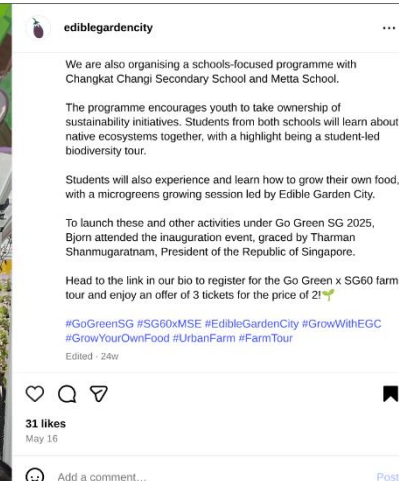 ediblegardencity
We are also organising a schools-focused programme with
Changkat Changi Secondary School and Metta School.
The programme encourages youth to take ownership of
sustainability initiatives. Students from both schools will learn about
native ecosystems together, with a highlight being a student-led
biodiversity tour.
Students will also experience and learn how to grow their own food,
with a microgreens growing session led by Edible Garden City.
To launch these and other activities under Go Green SG 2025,
Bjorn attended the inauguration event, graced by Tharman
Shanmugaratnam, President of the Republic of Singapore.
Head to the link in our bio to register for the Go Green x SG60 farm
tour and enjoy an offer of 3 tickets for the price of 2!🌱
#GoGreenSG #SG60xMSE #EdibleGardenCity #GrowWithEGC
#GrowYourOwnFood #UrbanFarm #FarmTour
Edited · 24w
31 likes
May 16
Add a comment...
Post